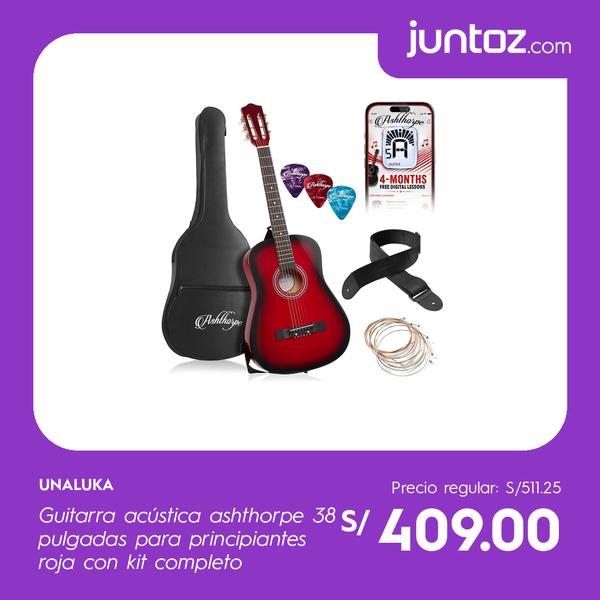 juntoz.com
Ashthorpe
A
4-MONTHS
FREE DIGITAL LESSONS
Ashthorpe
UNALUKA
Precio regular: S/511.25
Guitarra acústica ashthorpe 38
pulgadas para principiantes
roja con kit completo
S/ 409.00